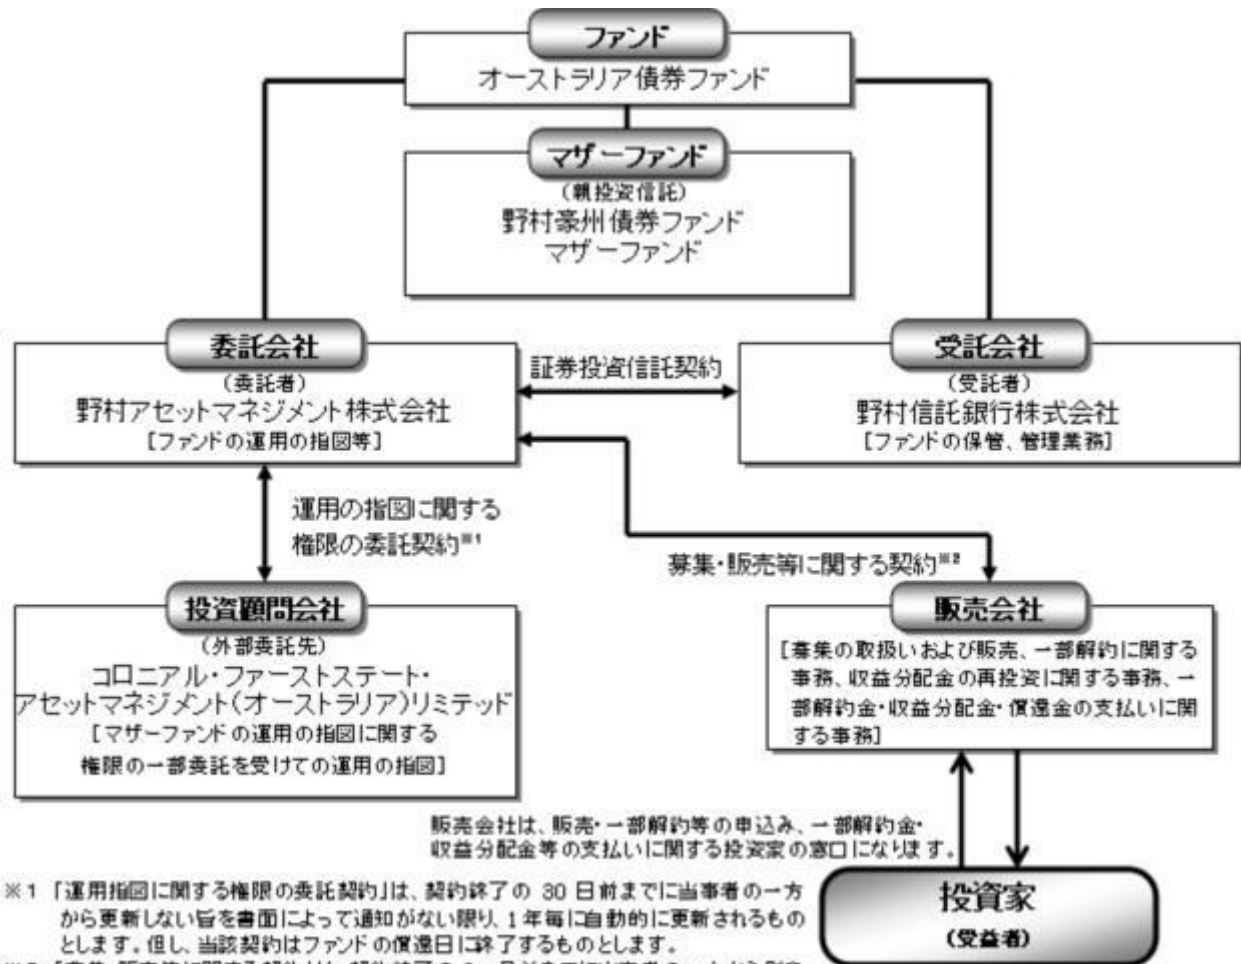 ファンド
オーストラリア債券ファンド
マザーファンド
(親投資信託)
野村豪州債券ファンド
マザーファンド
委託会社
(委託者)
野村アセットマネジメント株式会社
[ファンドの運用の指図等]
証券投資信託契約
受託会社
(受託者)
野村信託銀行株式会社
[ファンドの保管、管理業務]
運用の指図に関する
権限の委託契約※1
募集・販売等に関する契約※2
投資顧問会社
(外部委託先)
コロニアル・ファーストステート・
アセットマネジメント(オーストラリア)リミテッド
[マザーファンドの運用の指図に関する
権限の一部委託を受けての運用の指図]
販売会社
[募集の取扱いおよび販売、一部解約に関する
事務、収益分配金の再投資に関する事務、一
部解約金・収益分配金・償還金の支払いに関
する事務]
販売会社は、販売・一部解約等の申込み、一部解約金・
収益分配金等の支払いに関する投資家の窓口になります。
投資家
(受益者)
※1 「運用指図に関する権限の委託契約」は、契約終了の 30 日前までに当事者の一方
から更新しない旨を書面によって通知がない限り、1年毎に自動的に更新されるもの
とします。但し、当該契約はファンドの償還日に終了するものとします。